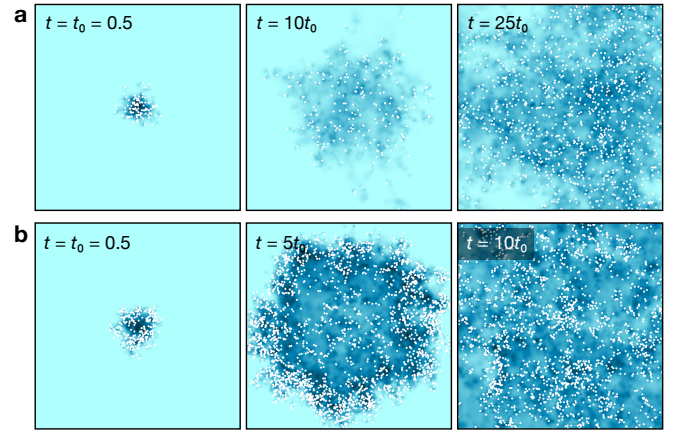 a
t = t₀ = 0.5
t = 10t₀
t = 25t₀
b
t = t₀ = 0.5
t = 5t₀
t = 10t₀